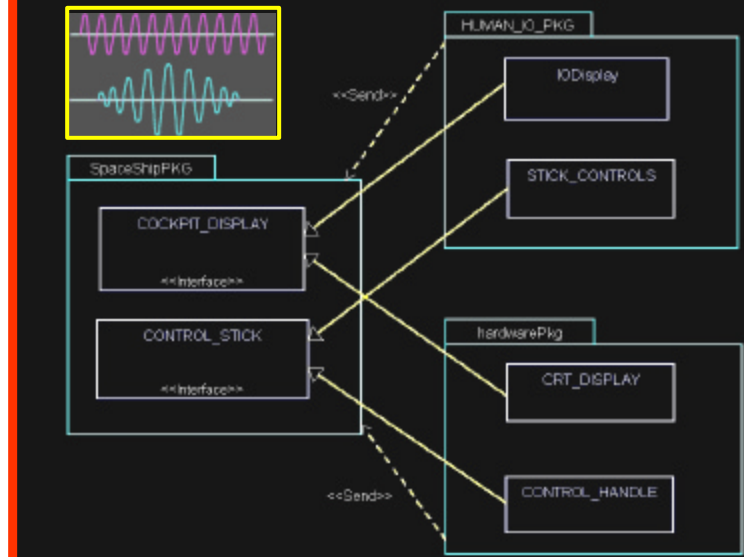 HUMAN_IO_PKG
IODisplay
<<Send>>
STICK_CONTROLS
SpaceShipPKG
COCKPIT_DISPLAY
<<Interface>>
CONTROL_STICK
<<Interface>>
hardwarePkg
CRT_DISPLAY
<<Send>>
CONTROL_HANDLE